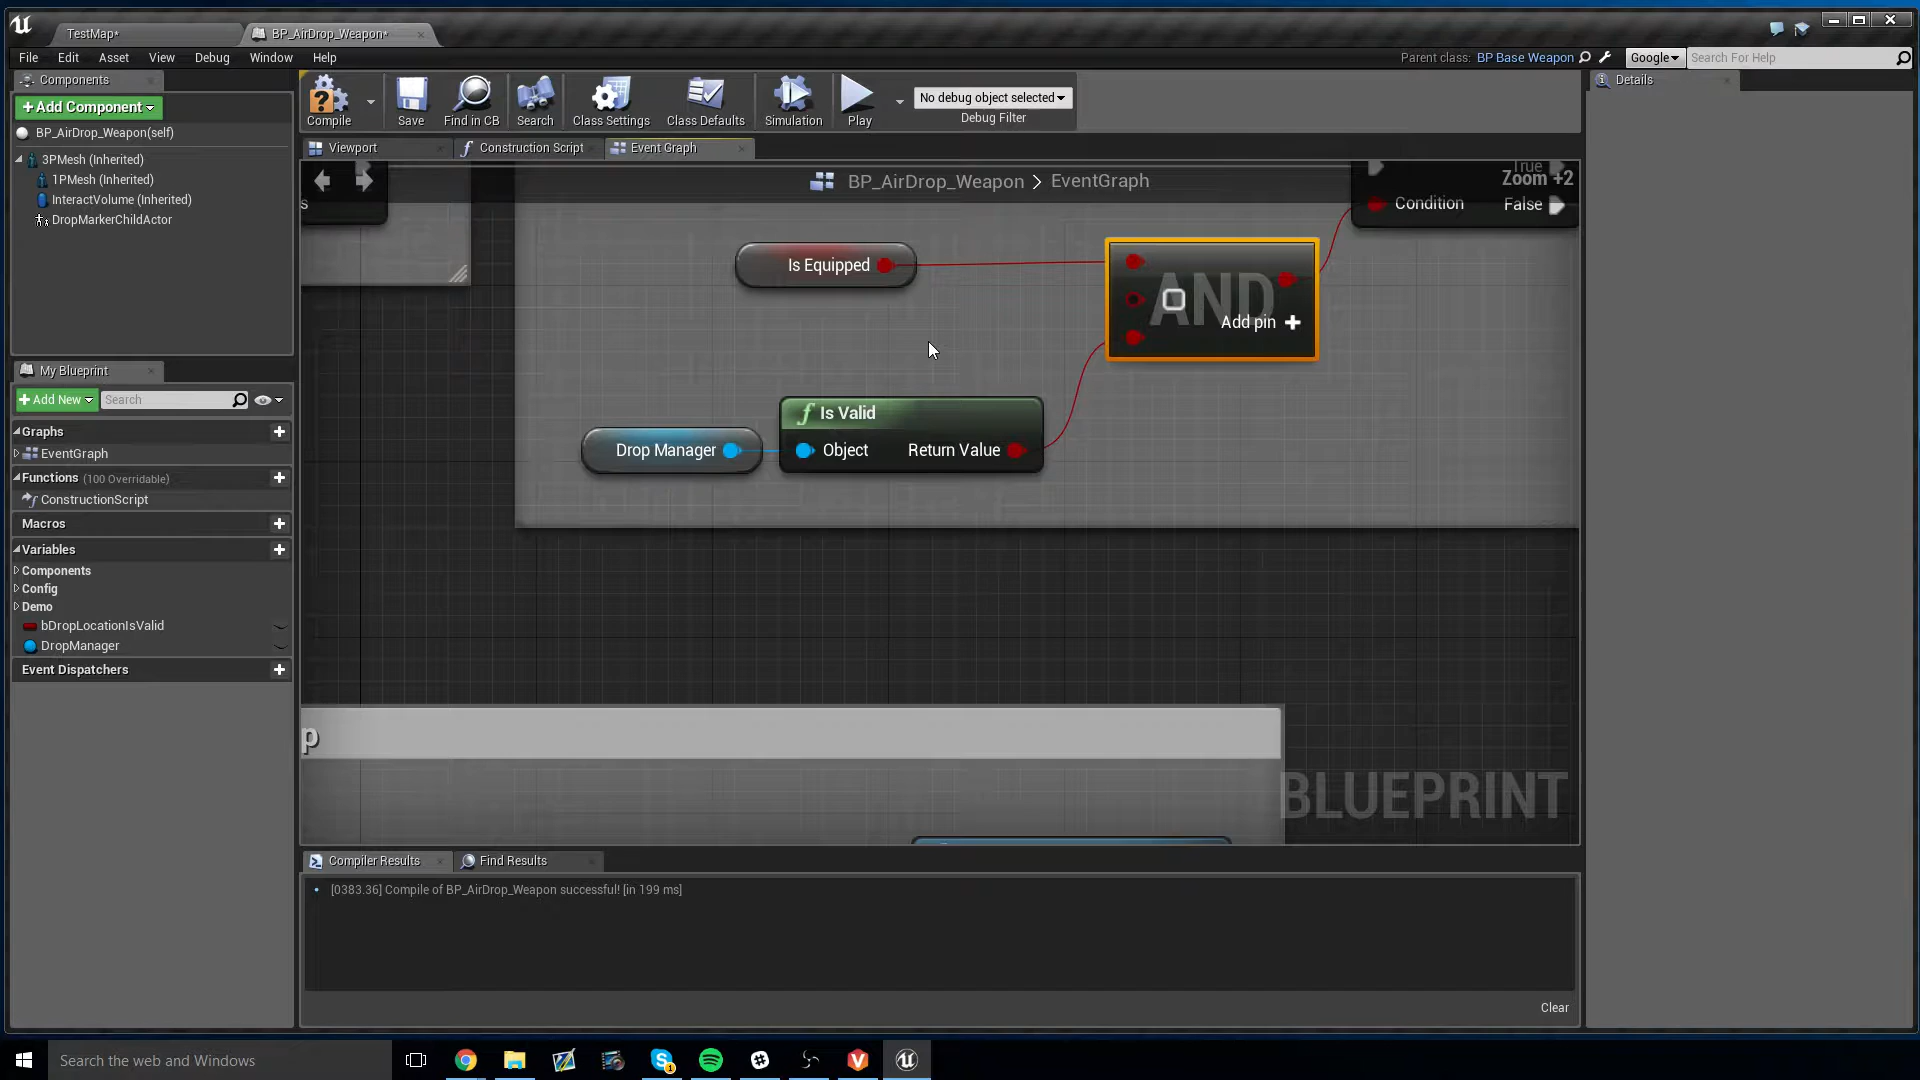 TestMap*
BP_AirDrop_Weapon*
File Edit Asset View Window Help
Parent class: BP Base Weapon
Google
Search For Help
Components
+Add Component
BP_AirDrop_Weapon(self)
3PMesh (Inherited)
1PMesh (Inherited)
InteractVolume (Inherited)
DropMarkerChildActor
Compile
Save
Find in CB
Search
Class Settings
Class Defaults
Simulation
Play
No debug object selected
Debug Filter
Details
Viewport
Construction Script
Event Graph
BP_AirDrop_Weapon > EventGraph
Zoom +2
s
True
Condition
False
Is Equipped
AND
Add pin +
Is Valid
Drop Manager
Object
Return Value
p
BLUEPRINT
My Blueprint
+Add New
Search
Graphs
EventGraph
Functions (100 Overridable)
ConstructionScript
Macros
Variables
Components
Config
Demo
bDropLocationIsValid
DropManager
Event Dispatchers
Compiler Results
Find Results
[0383.36] Compile of BP_AirDrop_Weapon successful! [in 199 ms]
Clear
Search the web and Windows